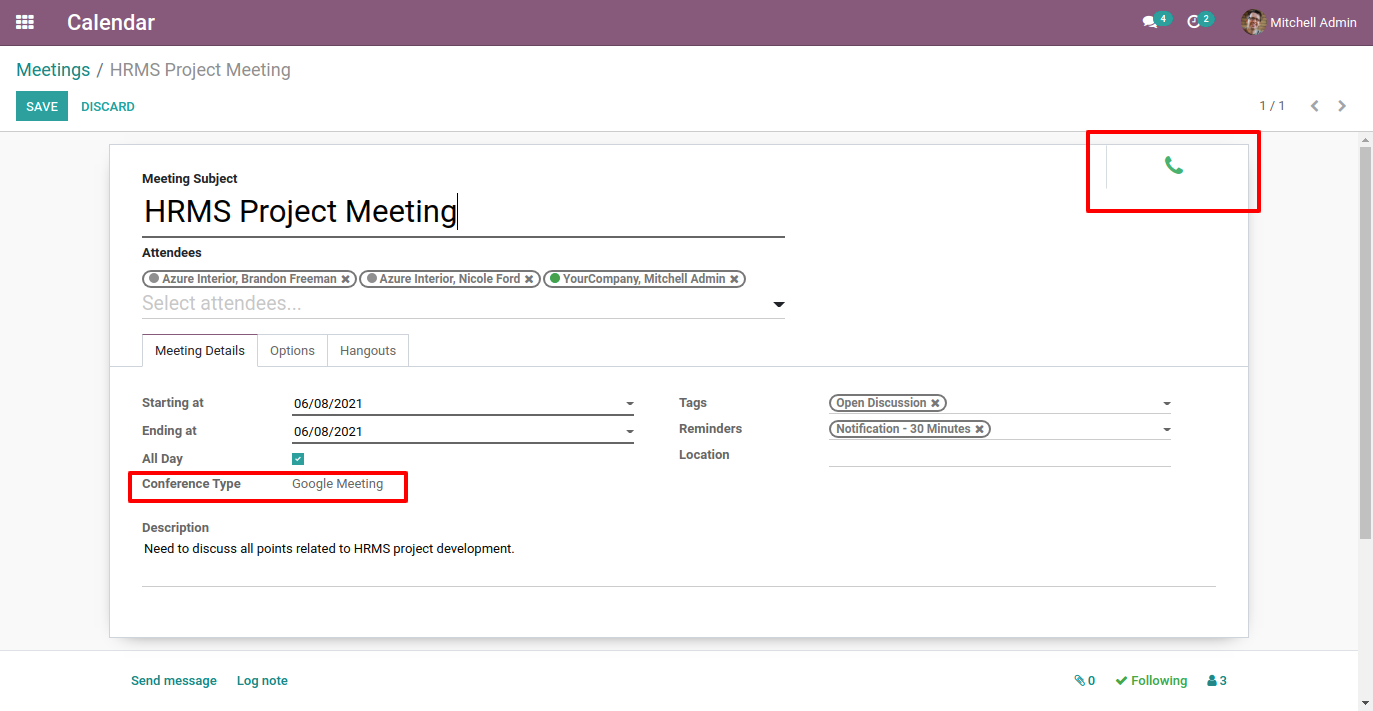 Calendar 4 2 Mitchell Admin
Meetings / HRMS Project Meeting
SAVE DISCARD 1 / 1
Meeting Subject
HRMS Project Meeting
Attendees
Azure Interior, Brandon Freeman Azure Interior, Nicole Ford YourCompany, Mitchell Admin
Select attendees...
Meeting Details Options Hangouts
Starting at 06/08/2021 Tags Open Discussion
Ending at 06/08/2021 Reminders Notification - 30 Minutes
All Day Location
Conference Type Google Meeting
Description
Need to discuss all points related to HRMS project development.
Send message Log note 0 Following 3